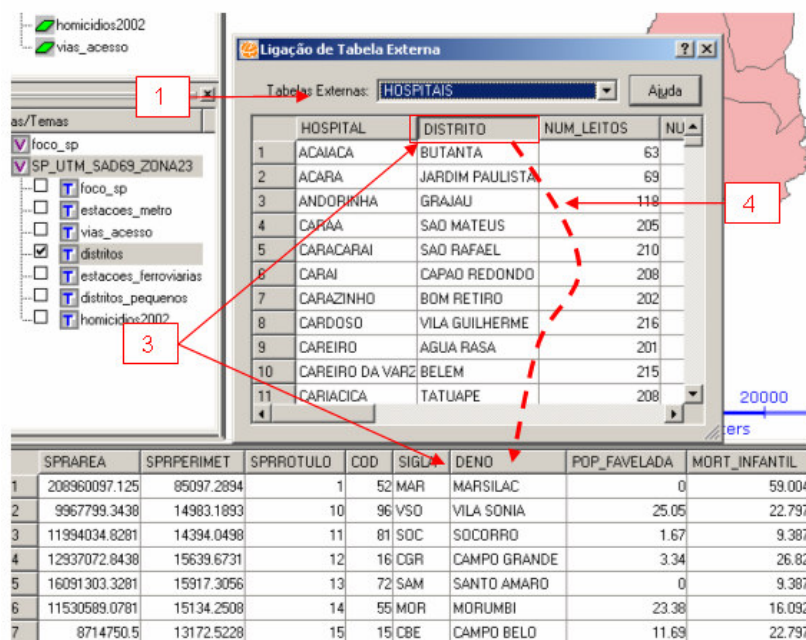 homicidios2002
vias_acesso
Ligação de Tabela Externa
1
Tabelas Externas: HOSPITAIS Ajuda
as/Temas
foco_sp
SP_UTM_SAD69_ZONA23
foco_sp
estacoes_metro
vias_acesso
distritos
estacoes_ferroviarias
distritos_pequenos
homicidios2002
3
HOSPITAL DISTRITO NUM_LEITOS NU
1 ACAIACA BUTANTA 63
2 ACARA JARDIM PAULISTA 69
3 ANDORINHA GRAJAU 118
4 CARAA SAO MATEUS 205
5 CARACARAI SAO RAFAEL 210
6 CARAI CAPAO REDONDO 208
7 CARAZINHO BOM RETIRO 202
8 CARDOSO VILA GUILHERME 216
9 CAREIRO AGUA RASA 201
10 CAREIRO DA VARZ BELEM 215
11 CARIACICA TATUAPE 208
4
20000
ters
SPRAREA SPRPERIMET SPRROTULO COD SIGLA DENO POP_FAVELADA MORT_INFANTIL
1 208960097.125 85097.2894 1 52 MAR MARSILAC 0 59.004
2 9967799.3438 14983.1893 10 96 VSO VILA SONIA 25.05 22.797
3 11994034.8281 14394.0498 11 81 SOC SOCORRO 1.67 9.387
4 12937072.8438 15639.6731 12 16 CGR CAMPO GRANDE 3.34 26.82
5 16091303.3281 15917.3056 13 72 SAM SANTO AMARO 0 9.387
6 11530589.0781 15134.2508 14 55 MOR MORUMBI 23.38 16.092
7 8714750.5 13172.5228 15 15 CBE CAMPO BELO 11.69 22.797